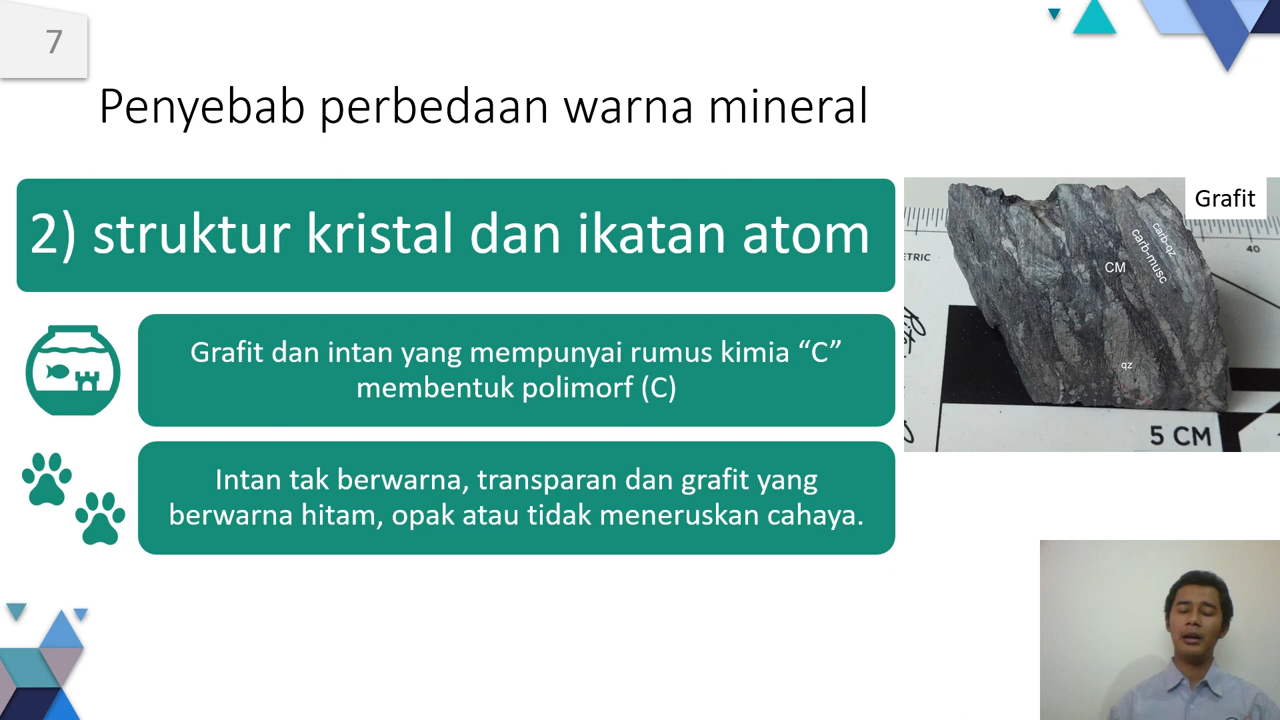 7
Penyebab perbedaan warna mineral
2) struktur kristal dan ikatan atom
Grafit dan intan yang mempunyai rumus kimia “C”
membentuk polimorf (C)
Intan tak berwarna, transparan dan grafit yang
berwarna hitam, opak atau tidak meneruskan cahaya.
Grafit
carb-qz
carb-musc
CM
qz
40
5 CM